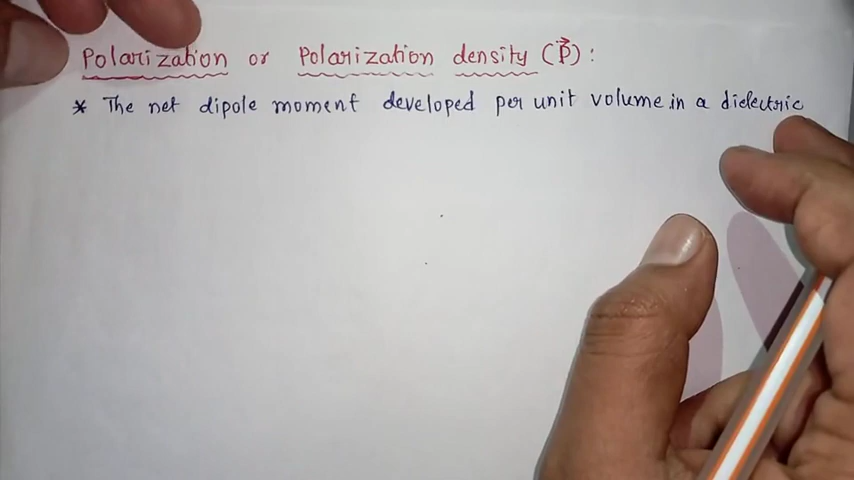 Polarization or Polarization density (P⃗):
* The net dipole moment developed per unit volume in a dielectric